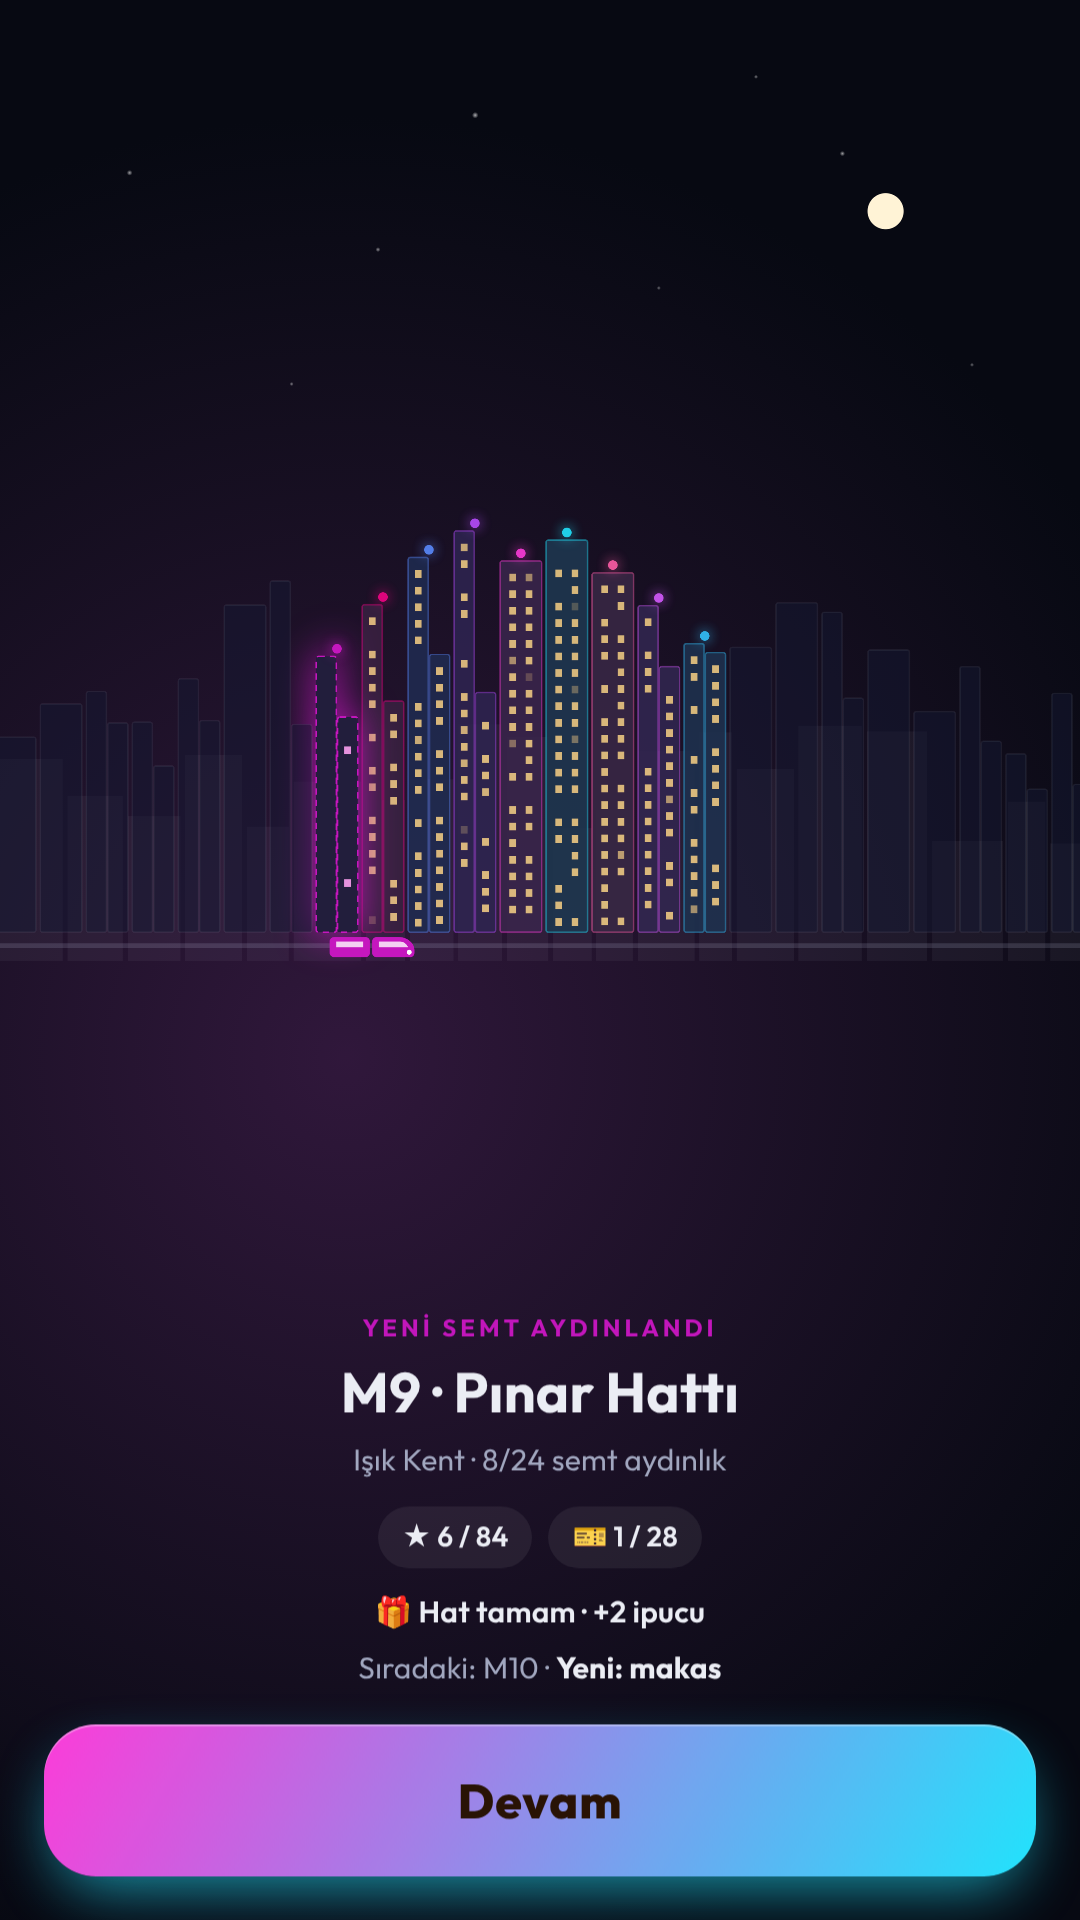 YENİ SEMT AYDINLANDI
M9 · Pınar Hattı
Işık Kent · 8/24 semt aydınlık
★ 6 / 84 🎫 1 / 28
🎁 Hat tamam · +2 ipucu
Sıradaki: M10 · Yeni: makas
Devam